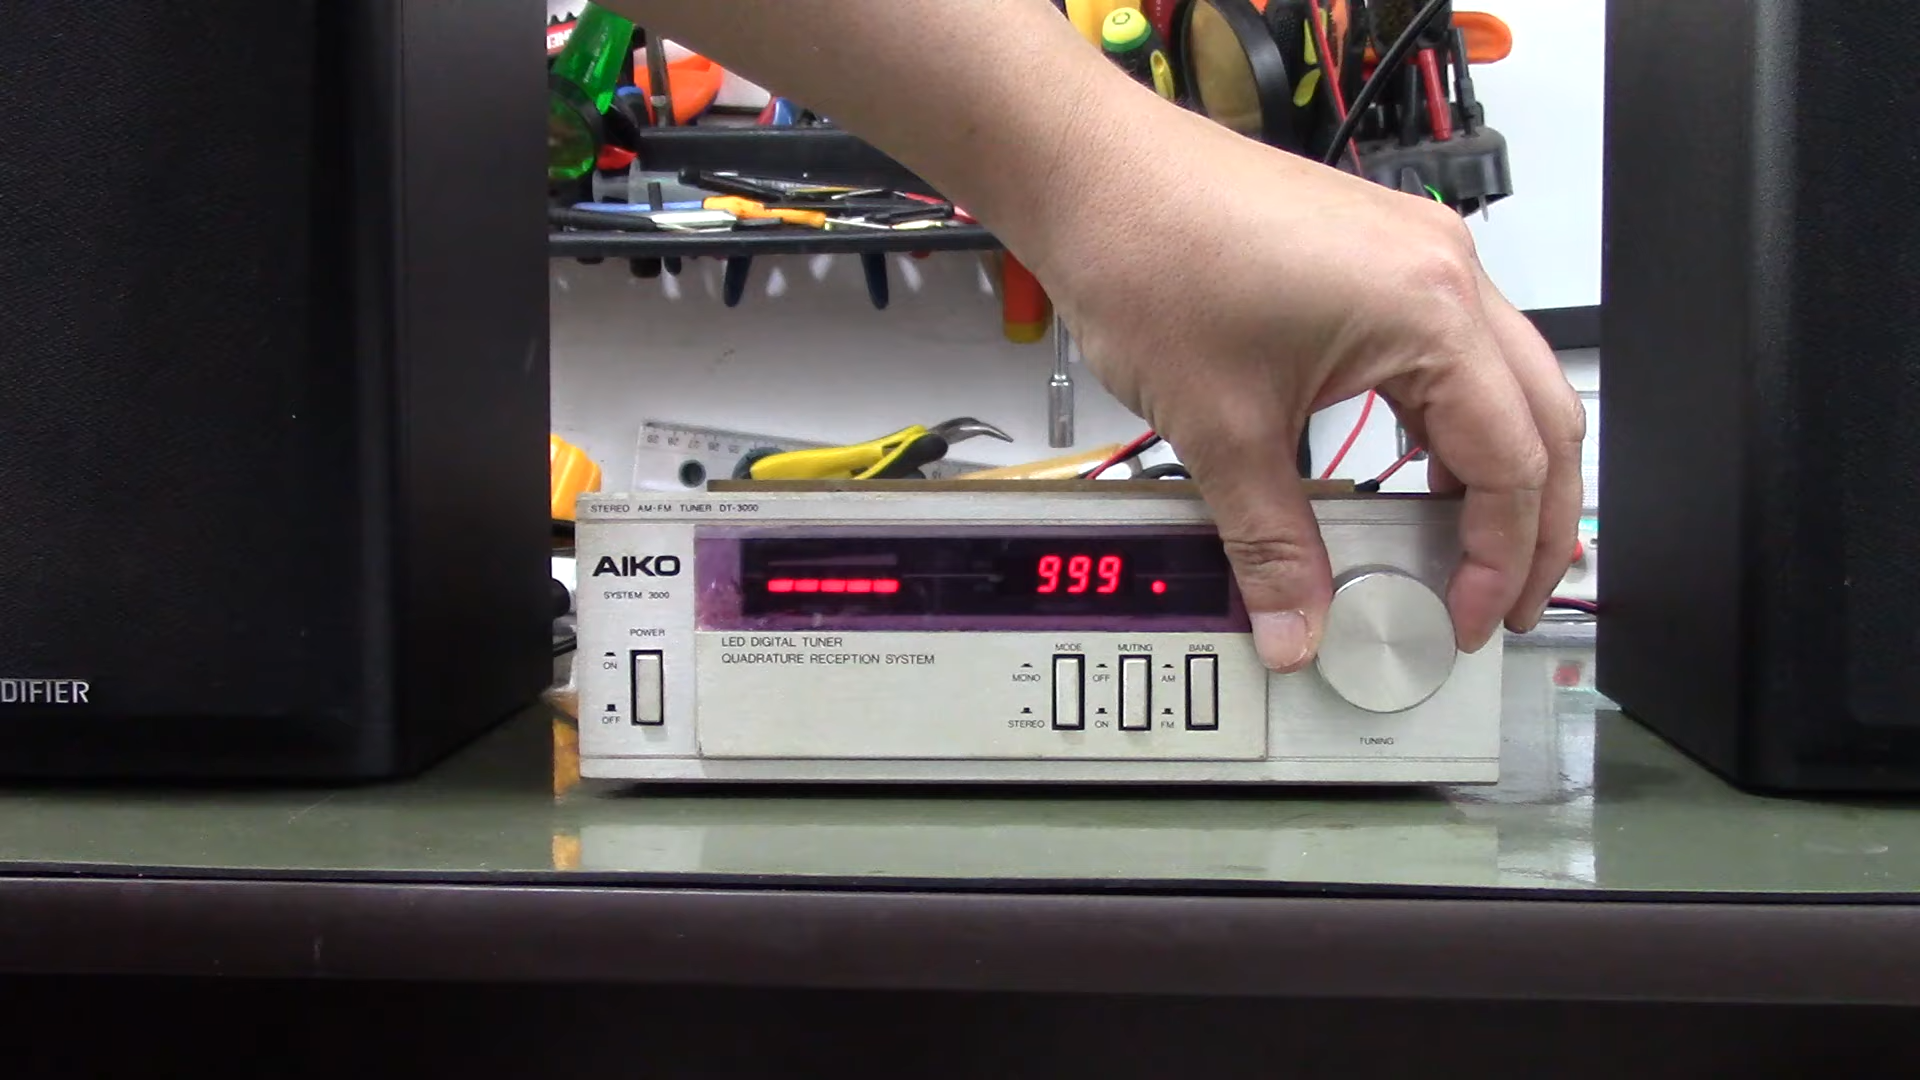 STEREO AM-FM TUNER DT-3000
AIKO
SYSTEM 3000
999
POWER
ON
OFF
LED DIGITAL TUNER
QUADRATURE RECEPTION SYSTEM
MODE
MUTING
BAND
MONO
OFF
AM
STEREO
ON
FM
TUNING
DIFIER